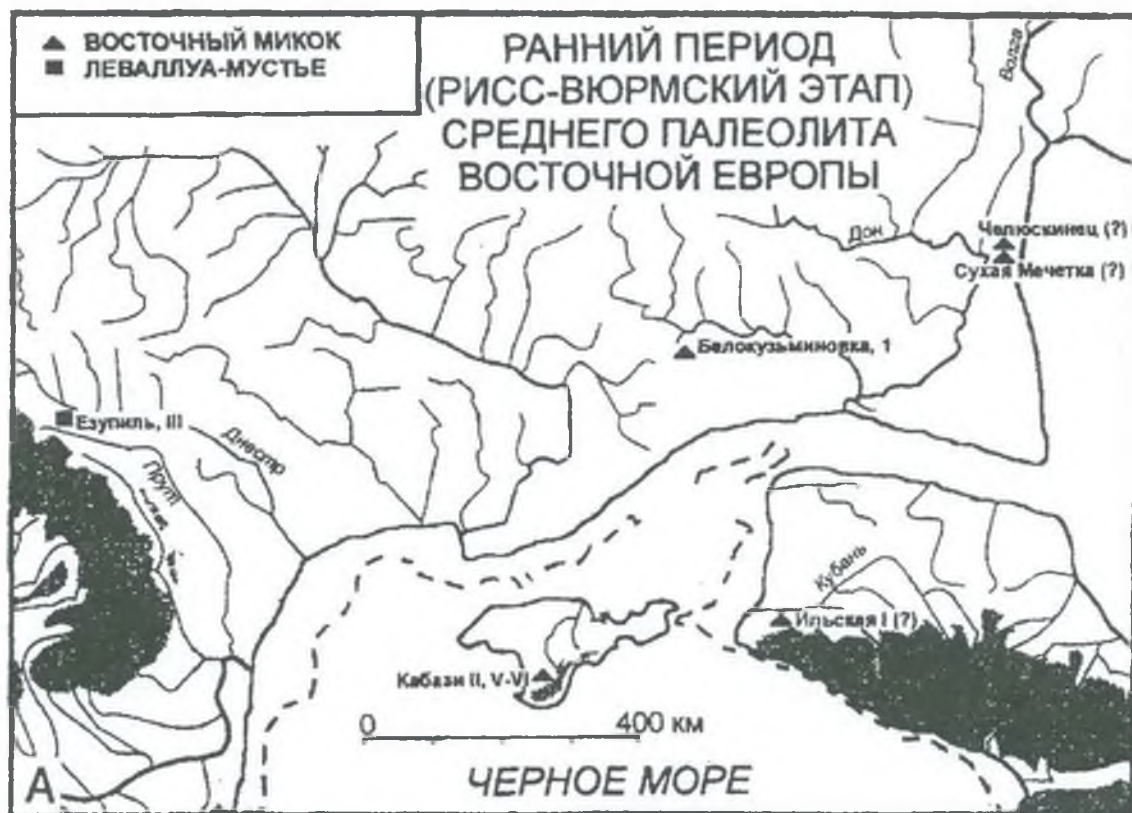 ВОСТОЧНЫЙ МИКОК
ЛЕВАЛЛУА-МУСТЬЕ
РАННИЙ ПЕРИОД
(РИСС-ВЮРМСКИЙ ЭТАП)
СРЕДНЕГО ПАЛЕОЛИТА
ВОСТОЧНОЙ ЕВРОПЫ
Волга
Дон
Челюскинец (?)
Сухая Мечетка (?)
Белокузьминовка, 1
Езупиль, III
Днестр
Прут
Кубань
Ильская I (?)
Кабази II, V-VI
0 400 км
ЧЕРНОЕ МОРЕ
А